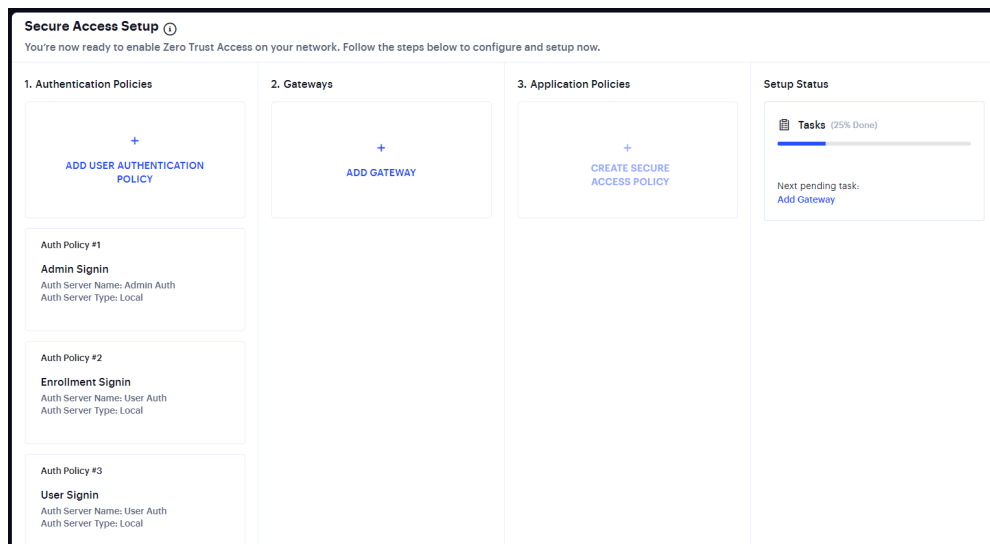 Secure Access Setup
You're now ready to enable Zero Trust Access on your network. Follow the steps below to configure and setup now.
1. Authentication Policies
+
ADD USER AUTHENTICATION
POLICY
Auth Policy #1
Admin Signin
Auth Server Name: Admin Auth
Auth Server Type: Local
Auth Policy #2
Enrollment Signin
Auth Server Name: User Auth
Auth Server Type: Local
Auth Policy #3
User Signin
Auth Server Name: User Auth
Auth Server Type: Local
2. Gateways
+
ADD GATEWAY
3. Application Policies
+
CREATE SECURE
ACCESS POLICY
Setup Status
Tasks (25% Done)
Next pending task:
Add Gateway